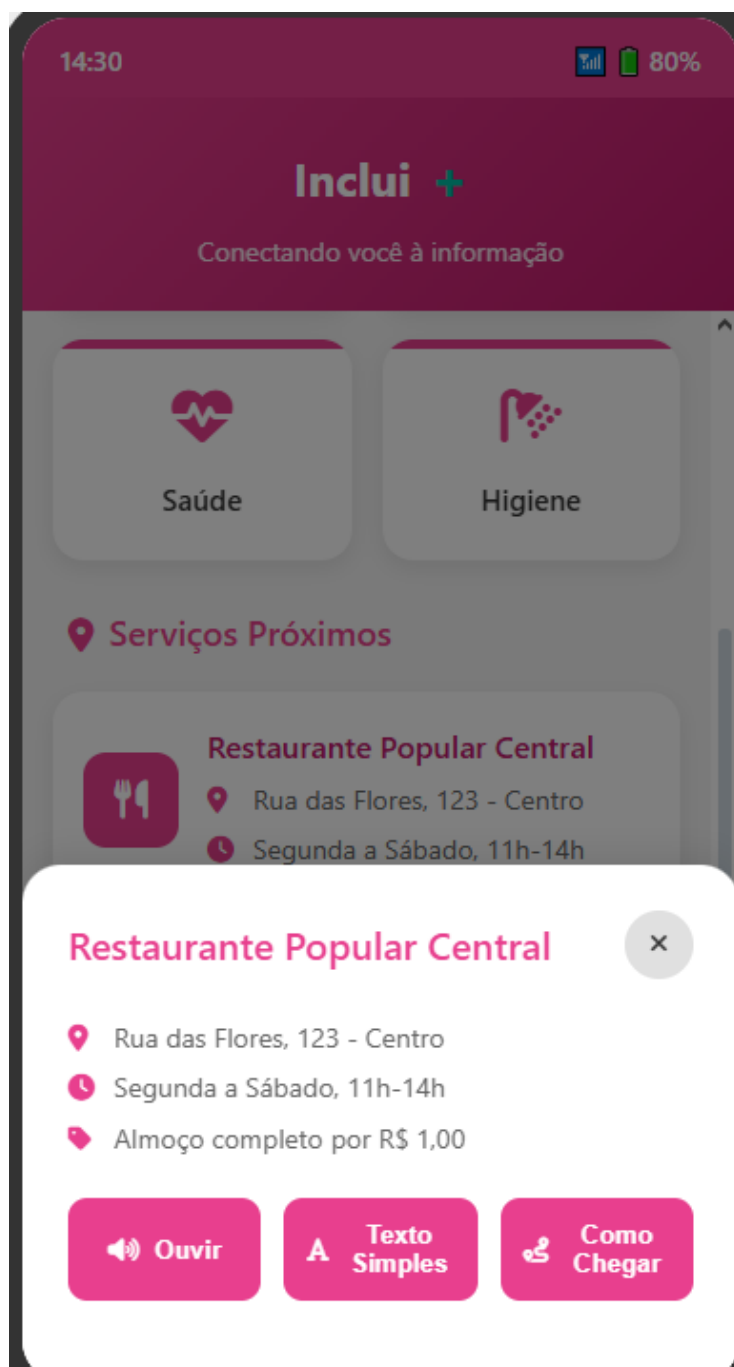 14:30
80%
Inclui +
Conectando você à informação
Saúde
Higiene
Serviços Próximos
Restaurante Popular Central
Rua das Flores, 123 - Centro
Segunda a Sábado, 11h-14h
Restaurante Popular Central
×
Rua das Flores, 123 - Centro
Segunda a Sábado, 11h-14h
Almoço completo por R$ 1,00
Ouvir
A Texto
Simples
Como
Chegar